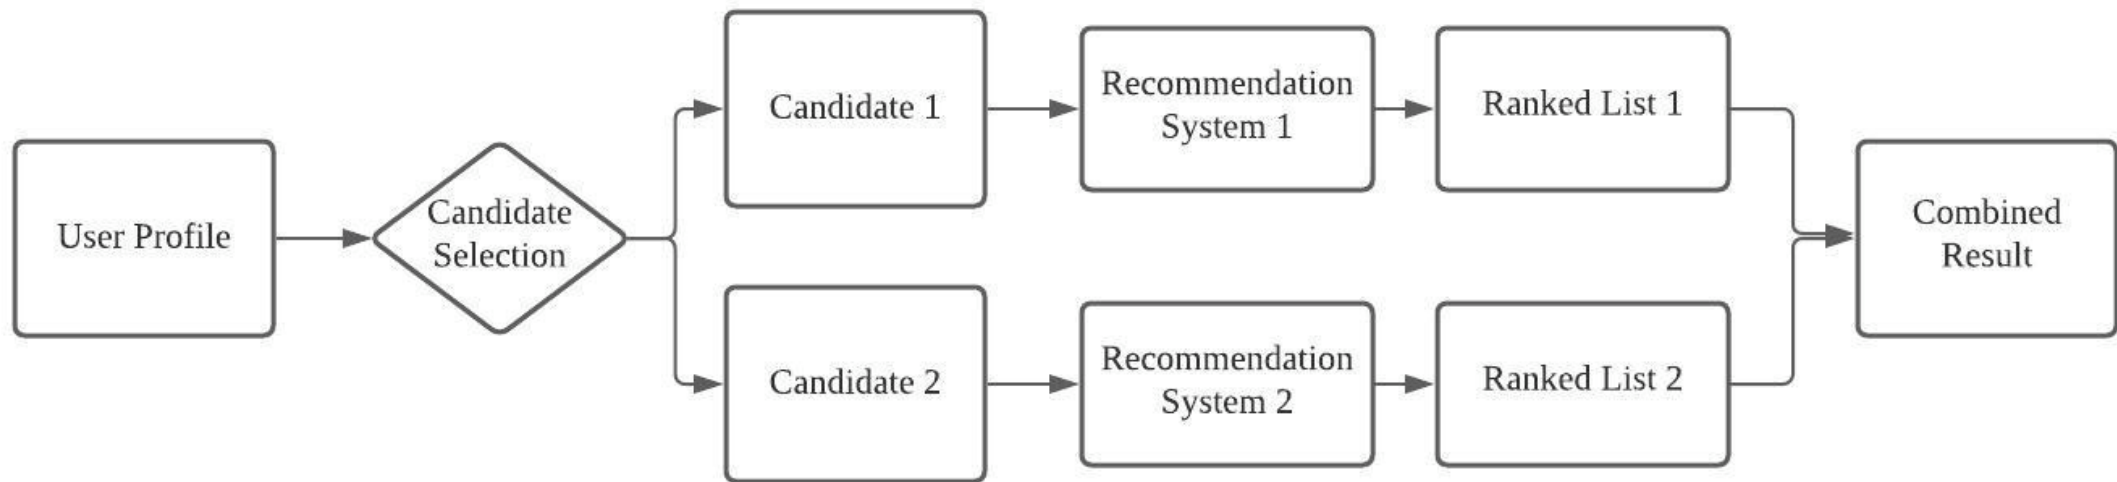 User Profile
Candidate
Selection
Candidate 1
Recommendation
System 1
Ranked List 1
Candidate 2
Recommendation
System 2
Ranked List 2
Combined
Result